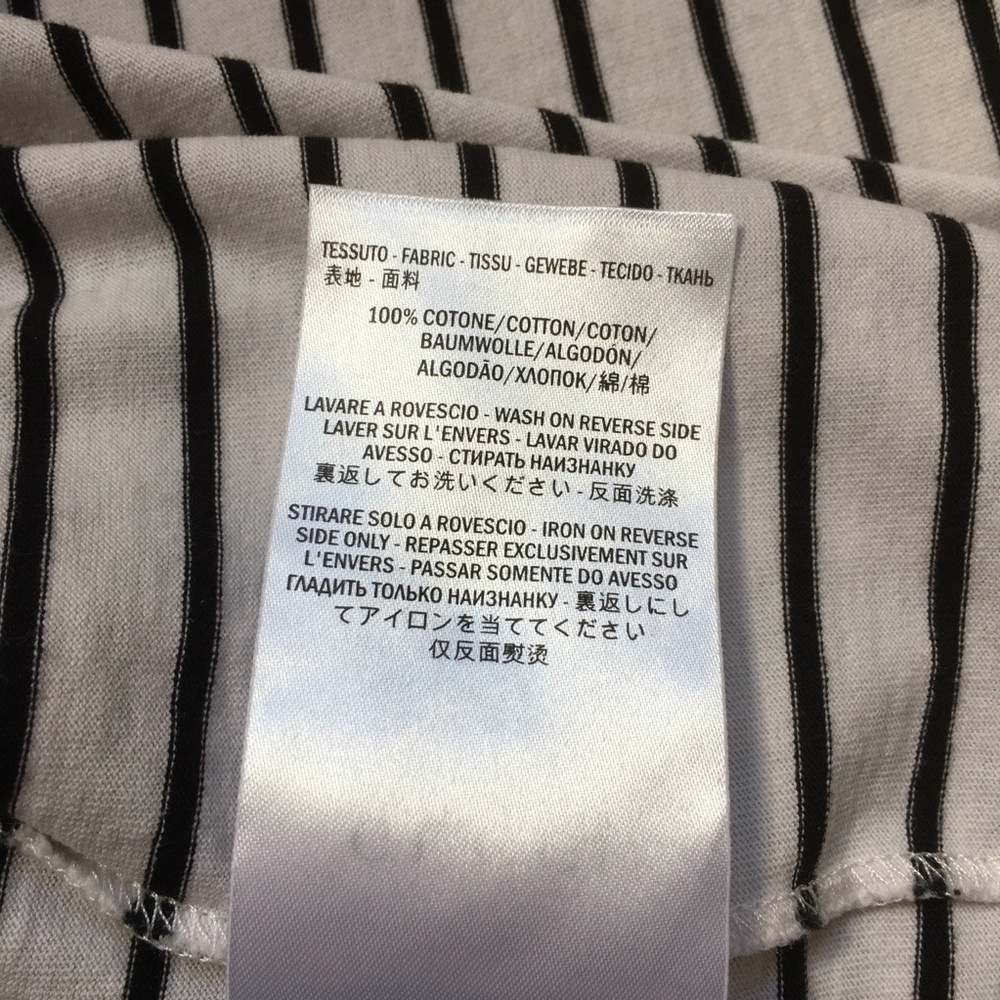 TESSUTO - FABRIC - TISSU - GEWEBE - TECIDO - ТКАНЬ
表地 - 面料
100% COTONE/COTTON/COTON/
BAUMWOLLE/ALGODÓN/
ALGODÃO/ХЛОПОК/綿/棉
LAVARE A ROVESCIO - WASH ON REVERSE SIDE
LAVER SUR L'ENVERS - LAVAR VIRADO DO
AVESSO - СТИРАТЬ НАИЗНАНКУ
裏返してお洗いください - 反面洗涤
STIRARE SOLO A ROVESCIO - IRON ON REVERSE
SIDE ONLY - REPASSER EXCLUSIVEMENT SUR
L'ENVERS - PASSAR SOMENTE DO AVESSO
ГЛАДИТЬ ТОЛЬКО НАИЗНАНКУ - 裏返しにし
てアイロンを当ててください
仅反面熨烫